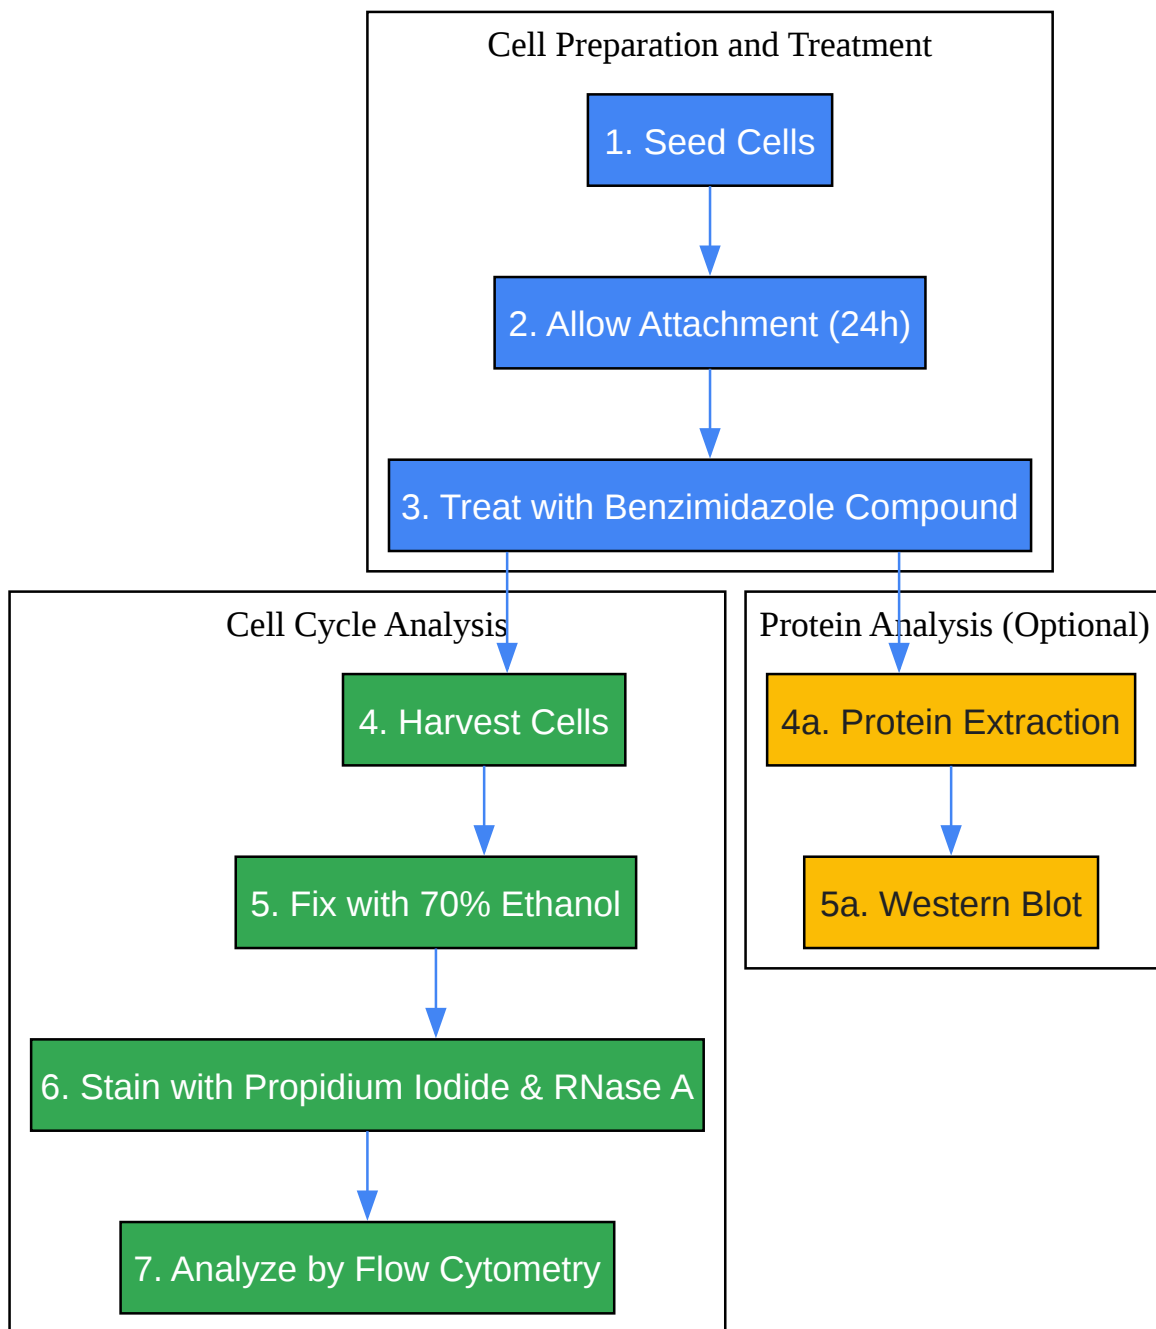 Cell Preparation and Treatment
1. Seed Cells
2. Allow Attachment (24h)
3. Treat with Benzimidazole Compound
Cell Cycle Analysis
4. Harvest Cells
5. Fix with 70% Ethanol
6. Stain with Propidium Iodide & RNase A
7. Analyze by Flow Cytometry
Protein Analysis (Optional)
4a. Protein Extraction
5a. Western Blot